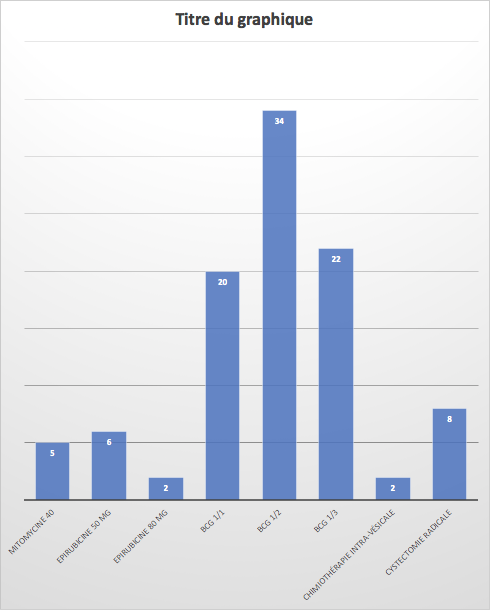 Titre du graphique
34
22
20
8
6
5
2
2
MITOMYCINE 40
EPIRUBICINE 50 MG
EPIRUBICINE 80 MG
BCG 1/1
BCG 1/2
BCG 1/3
CHIMIOTHÉRAPIE INTRA-VÉSICALE
CYSTECTOMIE RADICALE